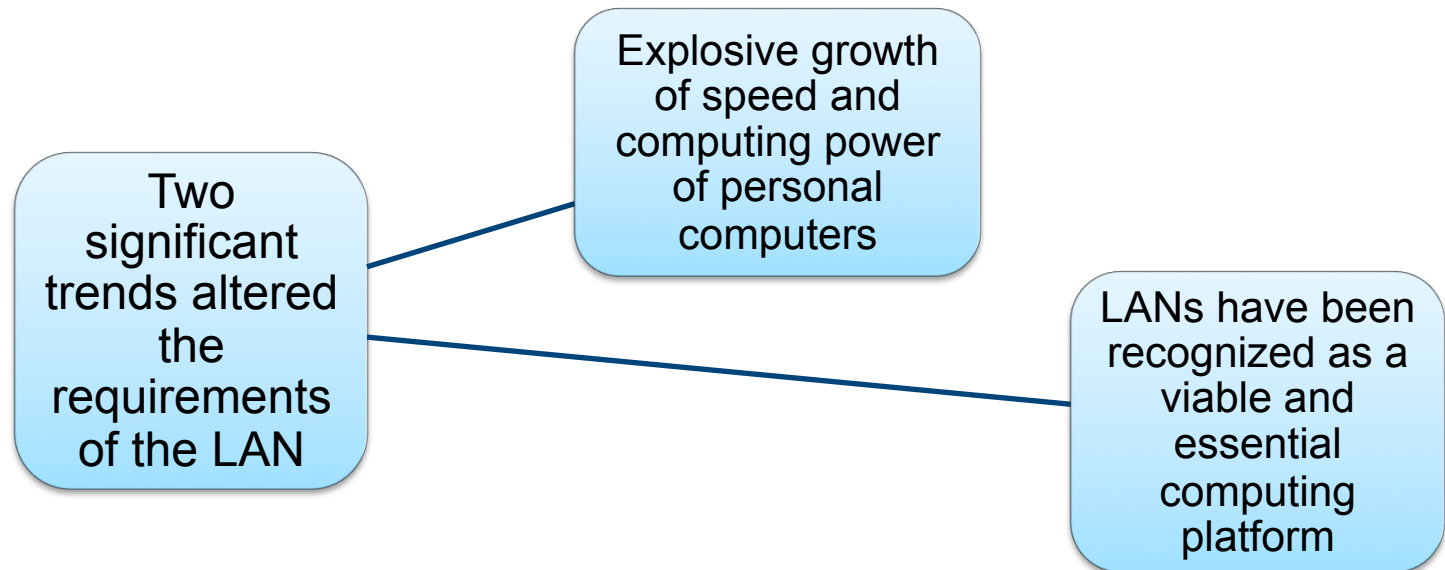 Two
significant
trends altered
the
requirements
of the LAN
Explosive growth
of speed and
computing power
of personal
computers
LANs have been
recognized as a
viable and
essential
computing
platform